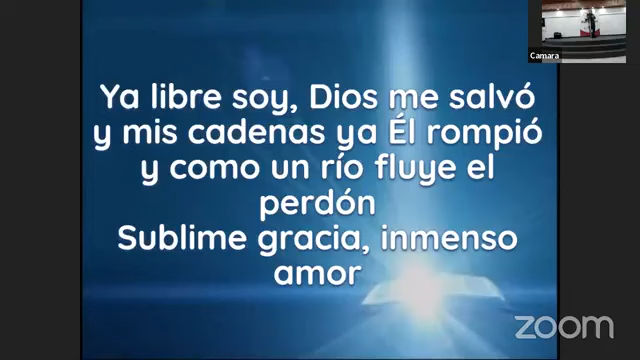 Camara
Ya libre soy, Dios me salvó
y mis cadenas ya Él rompió
y como un río fluye el
perdón
Sublime gracia, inmenso
amor
zoom